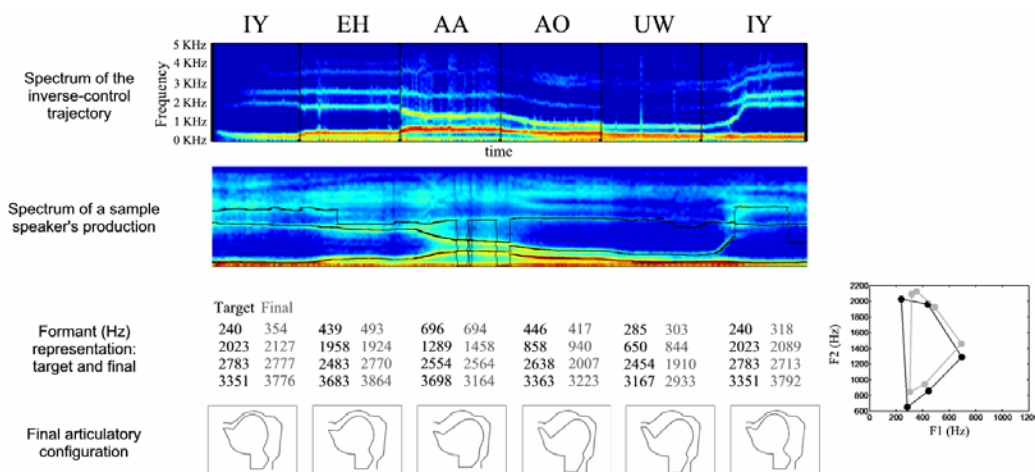 IY EH AA AO UW IY
Spectrum of the
inverse-control
trajectory
Frequency
5 KHz
4 KHz
3 KHz
2 KHz
1 KHz
0 KHz
time
Spectrum of a sample
speaker's production
Formant (Hz)
representation:
target and final
Target Final
240 354 439 493 696 694 446 417 285 303 240 318
2023 2127 1958 1924 1289 1458 858 940 650 844 2023 2089
2783 2777 2483 2770 2554 2564 2638 2007 2454 1910 2783 2713
3351 3776 3683 3864 3698 3164 3363 3223 3167 2933 3351 3792
F2 (Hz)
2200
2000
1800
1600
1400
1200
1000
800
600
0 200 400 600 800 1000 1200
F1 (Hz)
Final articulatory
configuration